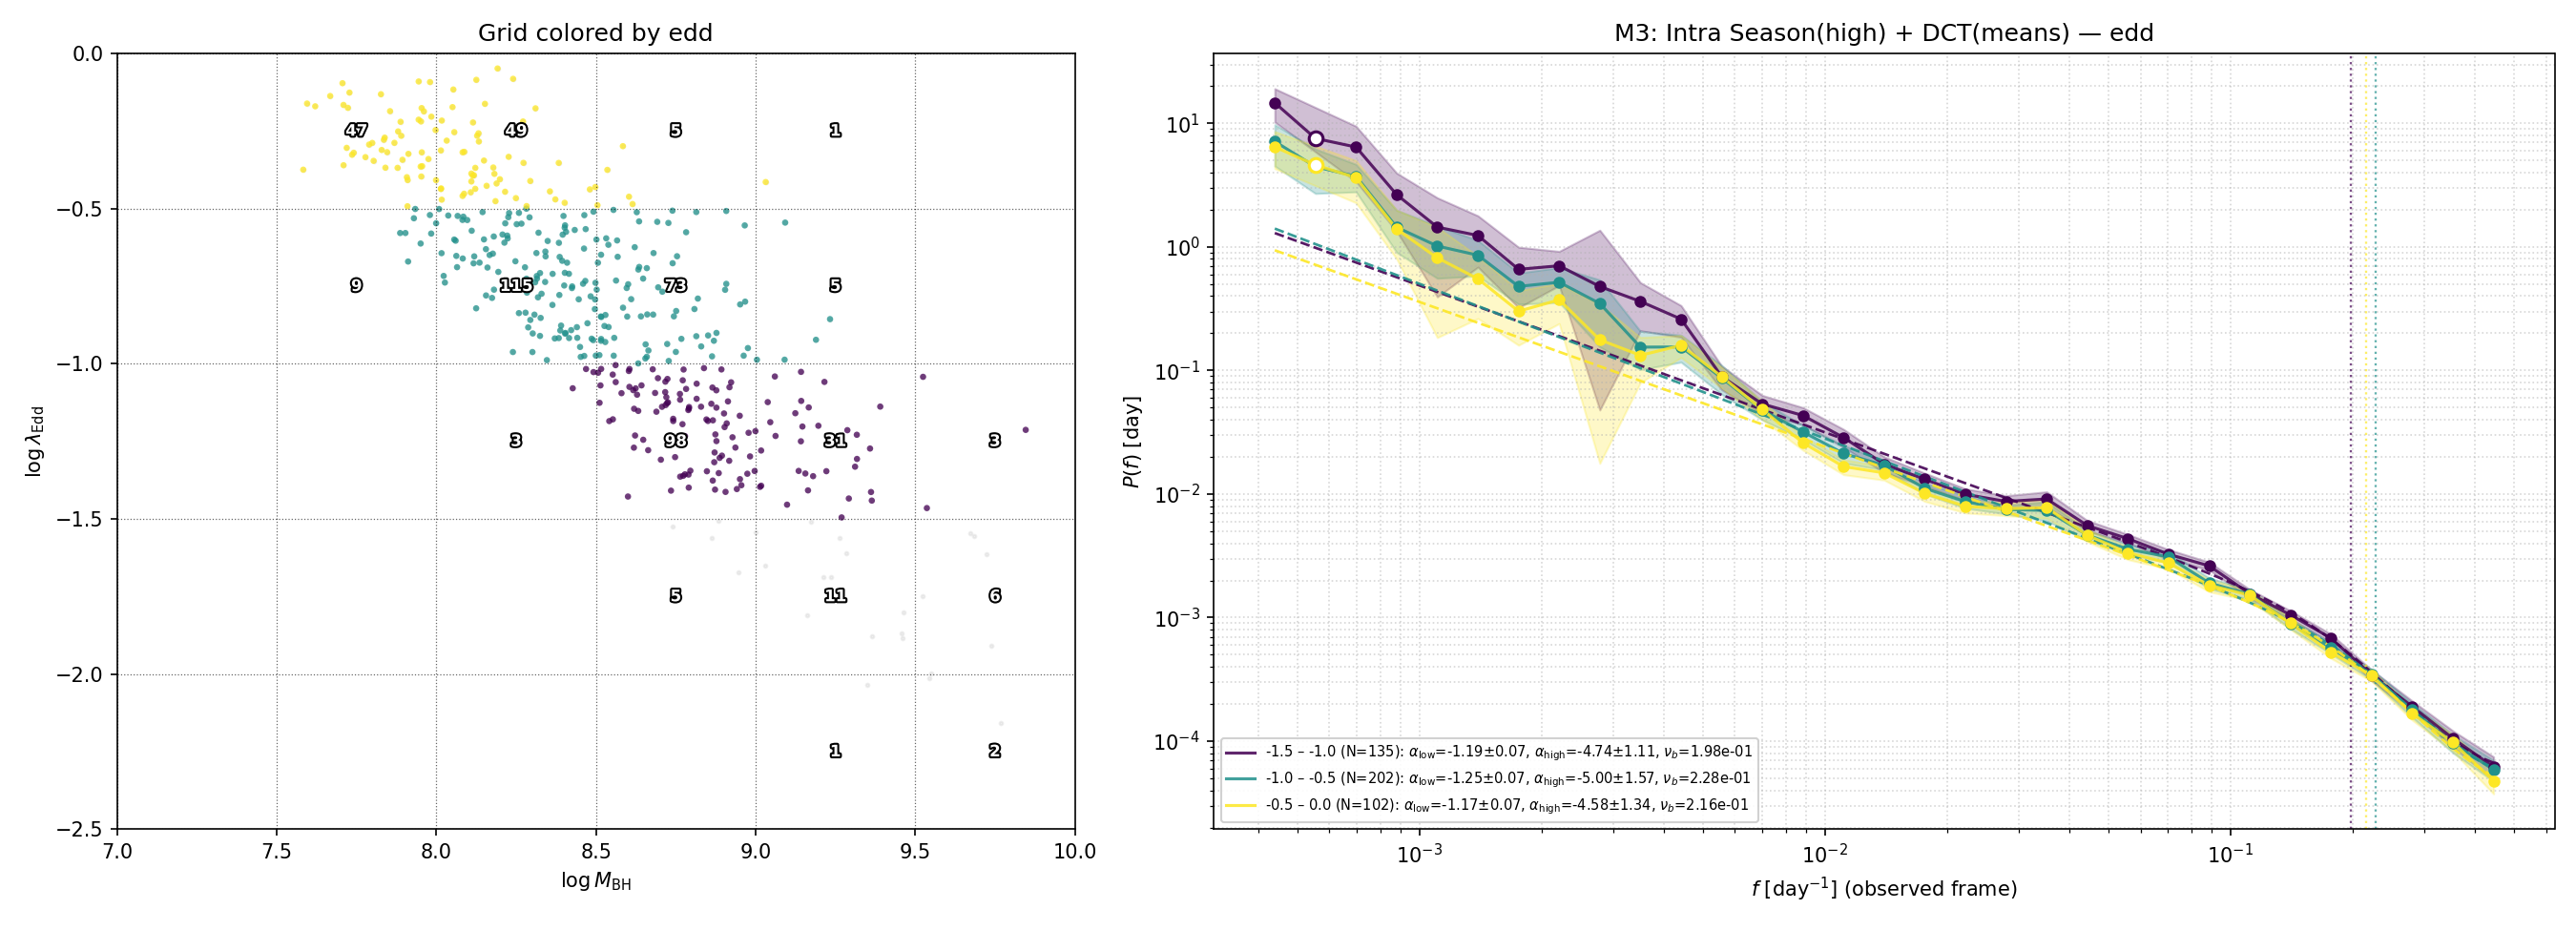 Grid colored by edd
0.0
−0.5
−1.0
−1.5
−2.0
−2.5
log λEdd
47 49 5 1
9 115 73 5
3 98 31 3
5 11 6
1 2
7.0 7.5 8.0 8.5 9.0 9.5 10.0
log MBH
M3: Intra Season(high) + DCT(means) — edd
10¹
10⁰
10⁻¹
10⁻²
10⁻³
10⁻⁴
P(f) [day]
-1.5 – -1.0 (N=135): αlow=-1.19±0.07, αhigh=-4.74±1.11, νb=1.98e-01
-1.0 – -0.5 (N=202): αlow=-1.25±0.07, αhigh=-5.00±1.57, νb=2.28e-01
-0.5 – 0.0 (N=102): αlow=-1.17±0.07, αhigh=-4.58±1.34, νb=2.16e-01
10⁻³ 10⁻² 10⁻¹
f [day⁻¹] (observed frame)